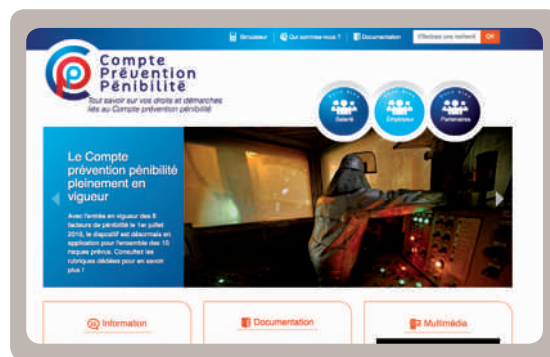 Simulateur Qui sommes-nous ? Documentation Effectuez une recherche OK
Compte
Prévention
Pénibilité
Tout savoir sur vos droits et démarches
liés au Compte prévention pénibilité
Salarié Employeur Partenaires
Le Compte
prévention pénibilité
pleinement en
vigueur
Avec l'entrée en vigueur des 6
facteurs de pénibilité le 1er juillet
2016, le dispositif est désormais en
application pour l'ensemble des 10
risques prévus. Consultez les
rubriques dédiées pour en savoir
plus !
Information Documentation Multimédia